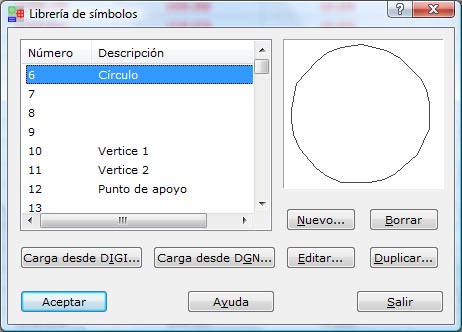 Librería de símbolos
Número Descripción
6 Círculo
7
8
9
10 Vertice 1
11 Vertice 2
12 Punto de apoyo
13
Nuevo... Borrar
Carga desde DIGI... Carga desde DGN... Editar... Duplicar...
Aceptar Ayuda Salir